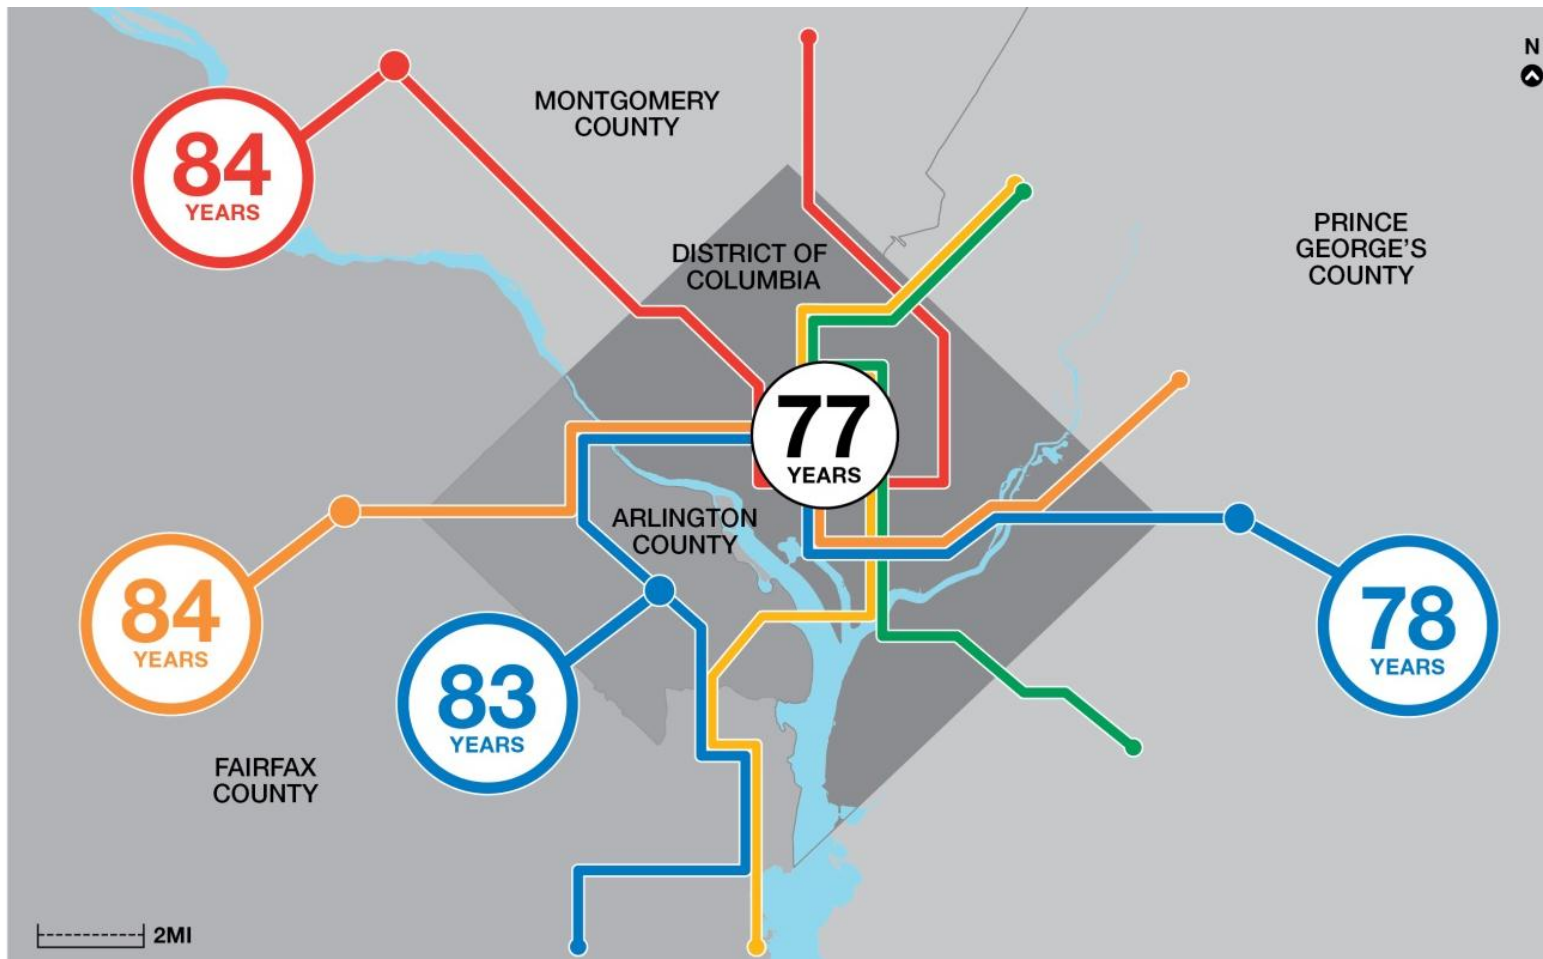 N
MONTGOMERY
COUNTY
84
YEARS
PRINCE
GEORGE'S
COUNTY
DISTRICT OF
COLUMBIA
77
YEARS
ARLINGTON
COUNTY
84
YEARS
83
YEARS
78
YEARS
FAIRFAX
COUNTY
2MI